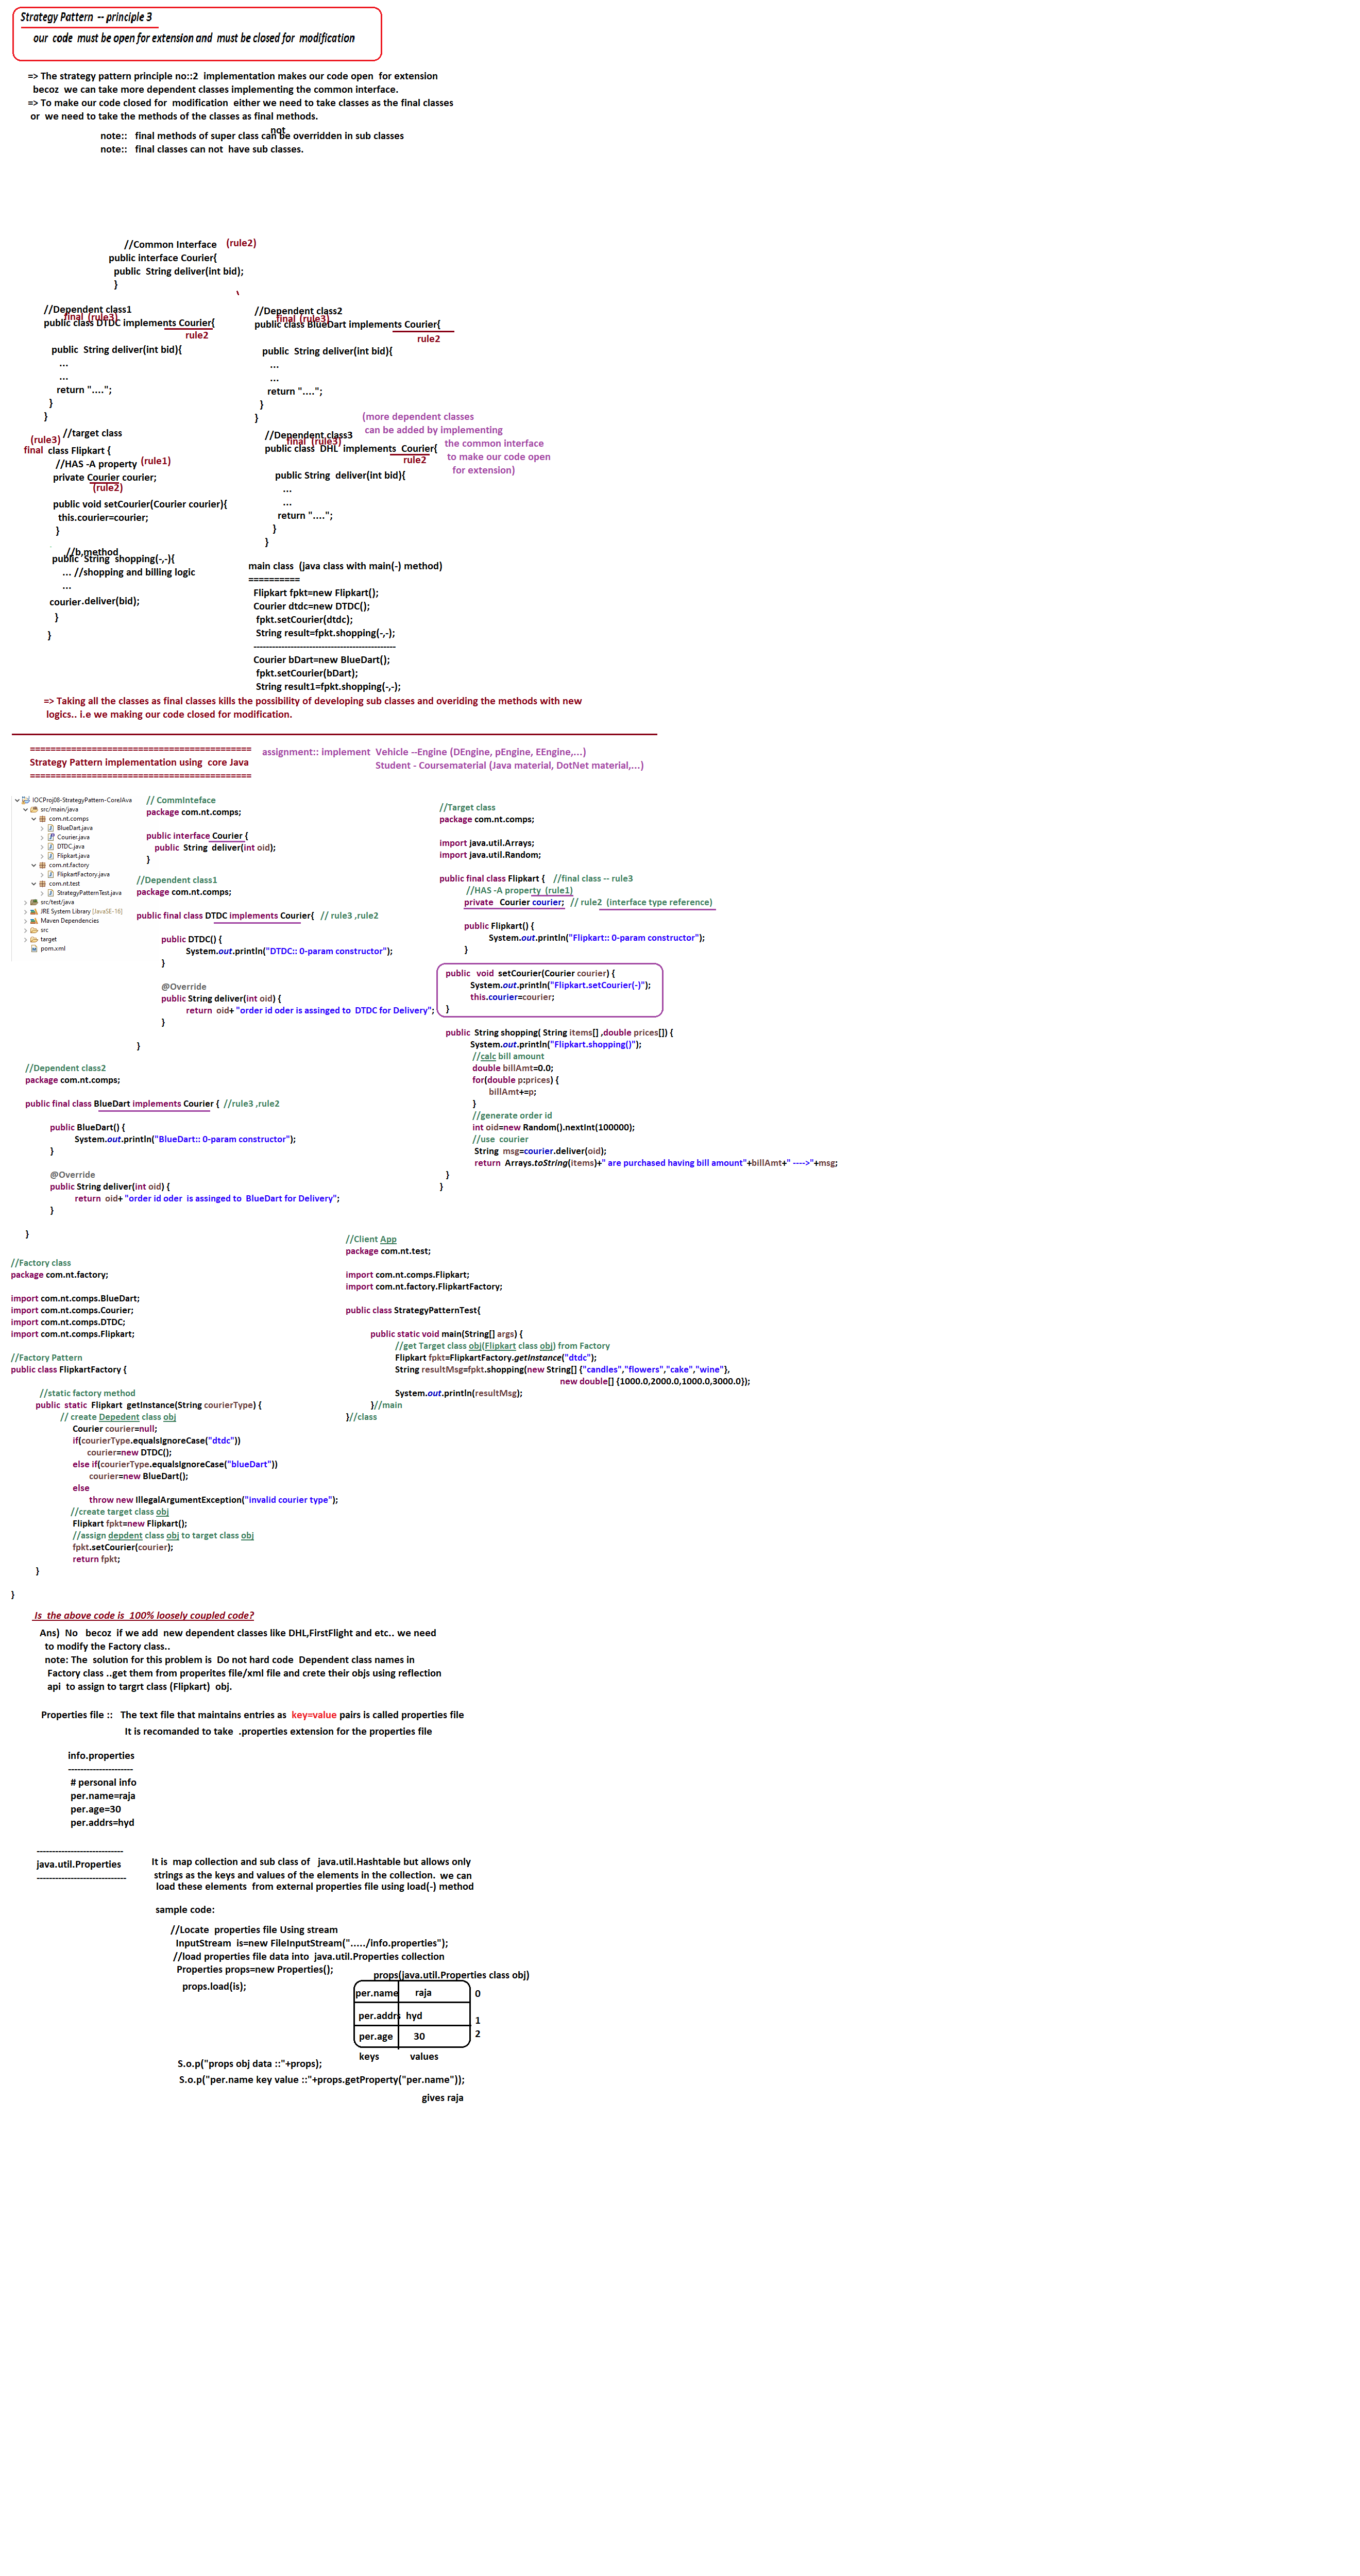 Strategy Pattern -- principle 3
our code must be open for extension and must be closed for modification
=> The strategy pattern principle no::2 implementation makes our code open for extension
becoz we can take more dependent classes implementing the common interface.
=> To make our code closed for modification either we need to take classes as the final classes
or we need to take the methods of the classes as final methods.
not
note:: final methods of super class can be overridden in sub classes
note:: final classes can not have sub classes.
//Common Interface (rule2)
public interface Courier{
public String deliver(int bid);
}
//Dependent class1
final (rule3)
public class DTDC implements Courier{
rule2
public String deliver(int bid){
...
...
return "....";
}
}
//Dependent class2
final (rule3)
public class BlueDart implements Courier{
rule2
public String deliver(int bid){
...
...
return "....";
}
}
(more dependent classes
can be added by implementing
the common interface
to make our code open
for extension)
//target class
(rule3)
final class Flipkart {
//HAS -A property (rule1)
private Courier courier;
(rule2)
public void setCourier(Courier courier){
this.courier=courier;
}
//b.method
public String shopping(-,-){
... //shopping and billing logic
...
courier.deliver(bid);
}
}
//Dependent class3
final (rule3)
public class DHL implements Courier{
rule2
public String deliver(int bid){
...
...
return "....";
}
}
main class (java class with main(-) method)
==========
Flipkart fpkt=new Flipkart();
Courier dtdc=new DTDC();
fpkt.setCourier(dtdc);
String result=fpkt.shopping(-,-);
----------------------------------------------
Courier bDart=new BlueDart();
fpkt.setCourier(bDart);
String result1=fpkt.shopping(-,-);
=> Taking all the classes as final classes kills the possibility of developing sub classes and overiding the methods with new
logics.. i.e we making our code closed for modification.
===========================================
Strategy Pattern implementation using core Java
===========================================
assignment:: implement Vehicle --Engine (DEngine, pEngine, EEngine,...)
Student - Coursematerial (Java material, DotNet material,...)
IOCProj08-StrategyPattern-CoreJAva
src/main/java
com.nt.comps
BlueDart.java
Courier.java
DTDC.java
Flipkart.java
com.nt.factory
FlipkartFactory.java
com.nt.test
StrategyPatternTest.java
src/test/java
JRE System Library [JavaSE-16]
Maven Dependencies
src
target
pom.xml
// CommInteface
package com.nt.comps;
public interface Courier {
public String deliver(int oid);
}
//Dependent class1
package com.nt.comps;
public final class DTDC implements Courier{ // rule3 ,rule2
public DTDC() {
System.out.println("DTDC:: 0-param constructor");
}
@Override
public String deliver(int oid) {
return oid+ "order id oder is assinged to DTDC for Delivery";
}
}
//Target class
package com.nt.comps;
import java.util.Arrays;
import java.util.Random;
public final class Flipkart { //final class -- rule3
//HAS -A property (rule1)
private Courier courier; // rule2 (interface type reference)
public Flipkart() {
System.out.println("Flipkart:: 0-param constructor");
}
public void setCourier(Courier courier) {
System.out.println("Flipkart.setCourier(-)");
this.courier=courier;
}
public String shopping( String items[] ,double prices[]) {
System.out.println("Flipkart.shopping()");
//calc bill amount
double billAmt=0.0;
for(double p:prices) {
billAmt+=p;
}
//generate order id
int oid=new Random().nextInt(100000);
//use courier
String msg=courier.deliver(oid);
return Arrays.toString(items)+" are purchased having bill amount"+billAmt+" ---->"+msg;
}
}
//Dependent class2
package com.nt.comps;
public final class BlueDart implements Courier { //rule3 ,rule2
public BlueDart() {
System.out.println("BlueDart:: 0-param constructor");
}
@Override
public String deliver(int oid) {
return oid+ "order id oder is assinged to BlueDart for Delivery";
}
}
//Factory class
package com.nt.factory;
import com.nt.comps.BlueDart;
import com.nt.comps.Courier;
import com.nt.comps.DTDC;
import com.nt.comps.Flipkart;
//Factory Pattern
public class FlipkartFactory {
//static factory method
public static Flipkart getInstance(String courierType) {
// create Depedent class obj
Courier courier=null;
if(courierType.equalsIgnoreCase("dtdc"))
courier=new DTDC();
else if(courierType.equalsIgnoreCase("blueDart"))
courier=new BlueDart();
else
throw new IllegalArgumentException("invalid courier type");
//create target class obj
Flipkart fpkt=new Flipkart();
//assign depdent class obj to target class obj
fpkt.setCourier(courier);
return fpkt;
}
}
//Client App
package com.nt.test;
import com.nt.comps.Flipkart;
import com.nt.factory.FlipkartFactory;
public class StrategyPatternTest{
public static void main(String[] args) {
//get Target class obj(Flipkart class obj) from Factory
Flipkart fpkt=FlipkartFactory.getInstance("dtdc");
String resultMsg=fpkt.shopping(new String[] {"candles","flowers","cake","wine"},
new double[] {1000.0,2000.0,1000.0,3000.0});
System.out.println(resultMsg);
}//main
}//class
Is the above code is 100% loosely coupled code?
Ans) No becoz if we add new dependent classes like DHL,FirstFlight and etc.. we need
to modify the Factory class..
note: The solution for this problem is Do not hard code Dependent class names in
Factory class ..get them from properites file/xml file and crete their objs using reflection
api to assign to targrt class (Flipkart) obj.
Properties file :: The text file that maintains entries as key=value pairs is called properties file
It is recomanded to take .properties extension for the properties file
info.properties
---------------------
# personal info
per.name=raja
per.age=30
per.addrs=hyd
----------------------------
java.util.Properties
-----------------------------
It is map collection and sub class of java.util.Hashtable but allows only
strings as the keys and values of the elements in the collection. we can
load these elements from external properties file using load(-) method
sample code:
//Locate properties file Using stream
InputStream is=new FileInputStream("...../info.properties");
//load properties file data into java.util.Properties collection
Properties props=new Properties();
props.load(is);
props(java.util.Properties class obj)
per.name raja 0
per.addrs hyd 1
per.age 30 2
keys values
S.o.p("props obj data ::"+props);
S.o.p("per.name key value ::"+props.getProperty("per.name"));
gives raja